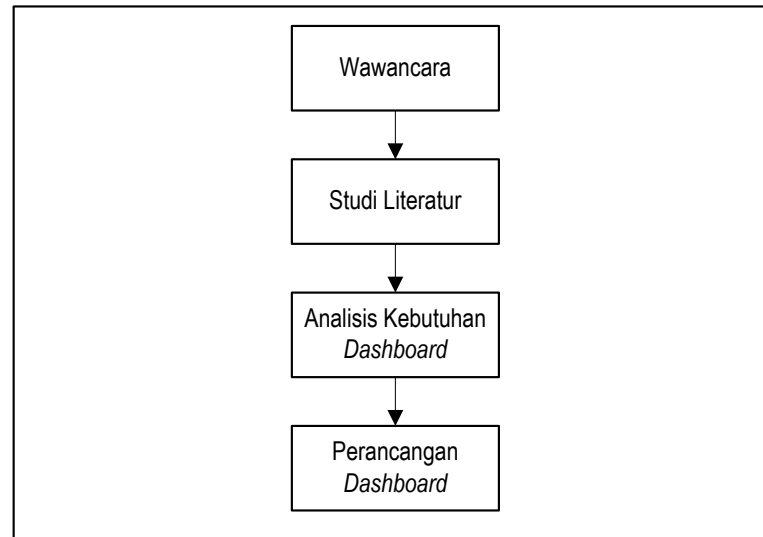 Wawancara
Studi Literatur
Analisis Kebutuhan
Dashboard
Perancangan
Dashboard